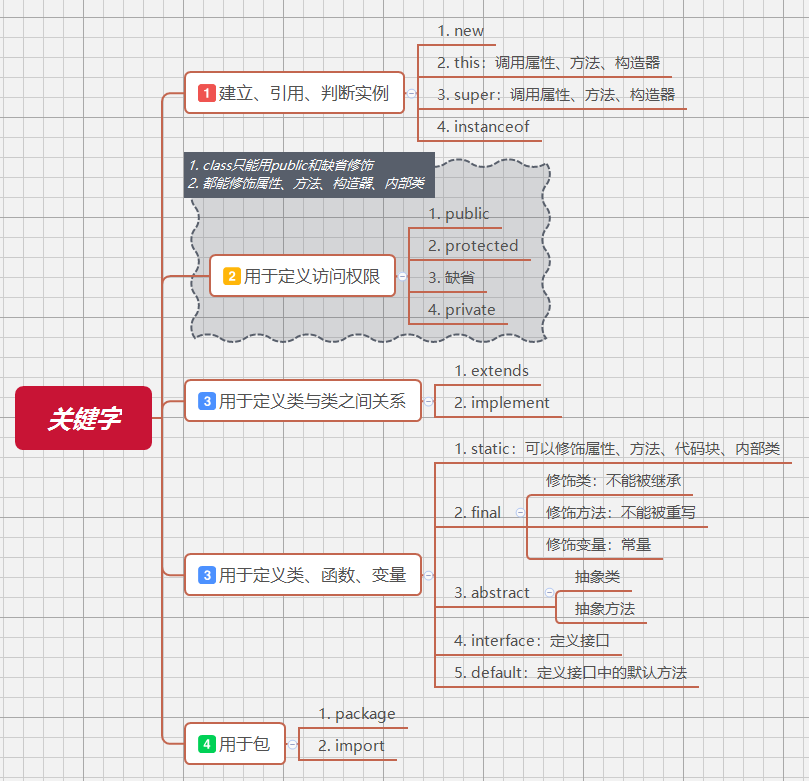 关键字
1 建立、引用、判断实例
1. new
2. this：调用属性、方法、构造器
3. super：调用属性、方法、构造器
4. instanceof
1. class只能用public和缺省修饰
2. 都能修饰属性、方法、构造器、内部类
2 用于定义访问权限
1. public
2. protected
3. 缺省
4. private
3 用于定义类与类之间关系
1. extends
2. implement
3 用于定义类、函数、变量
1. static：可以修饰属性、方法、代码块、内部类
2. final
修饰类：不能被继承
修饰方法：不能被重写
修饰变量：常量
3. abstract
抽象类
抽象方法
4. interface：定义接口
5. default：定义接口中的默认方法
4 用于包
1. package
2. import